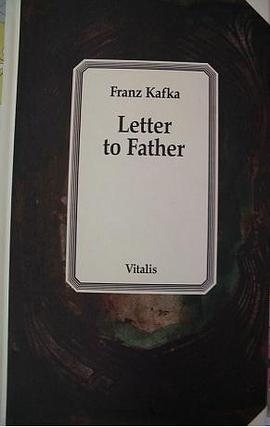 Franz Kafka
Letter
to Father
Vitalis